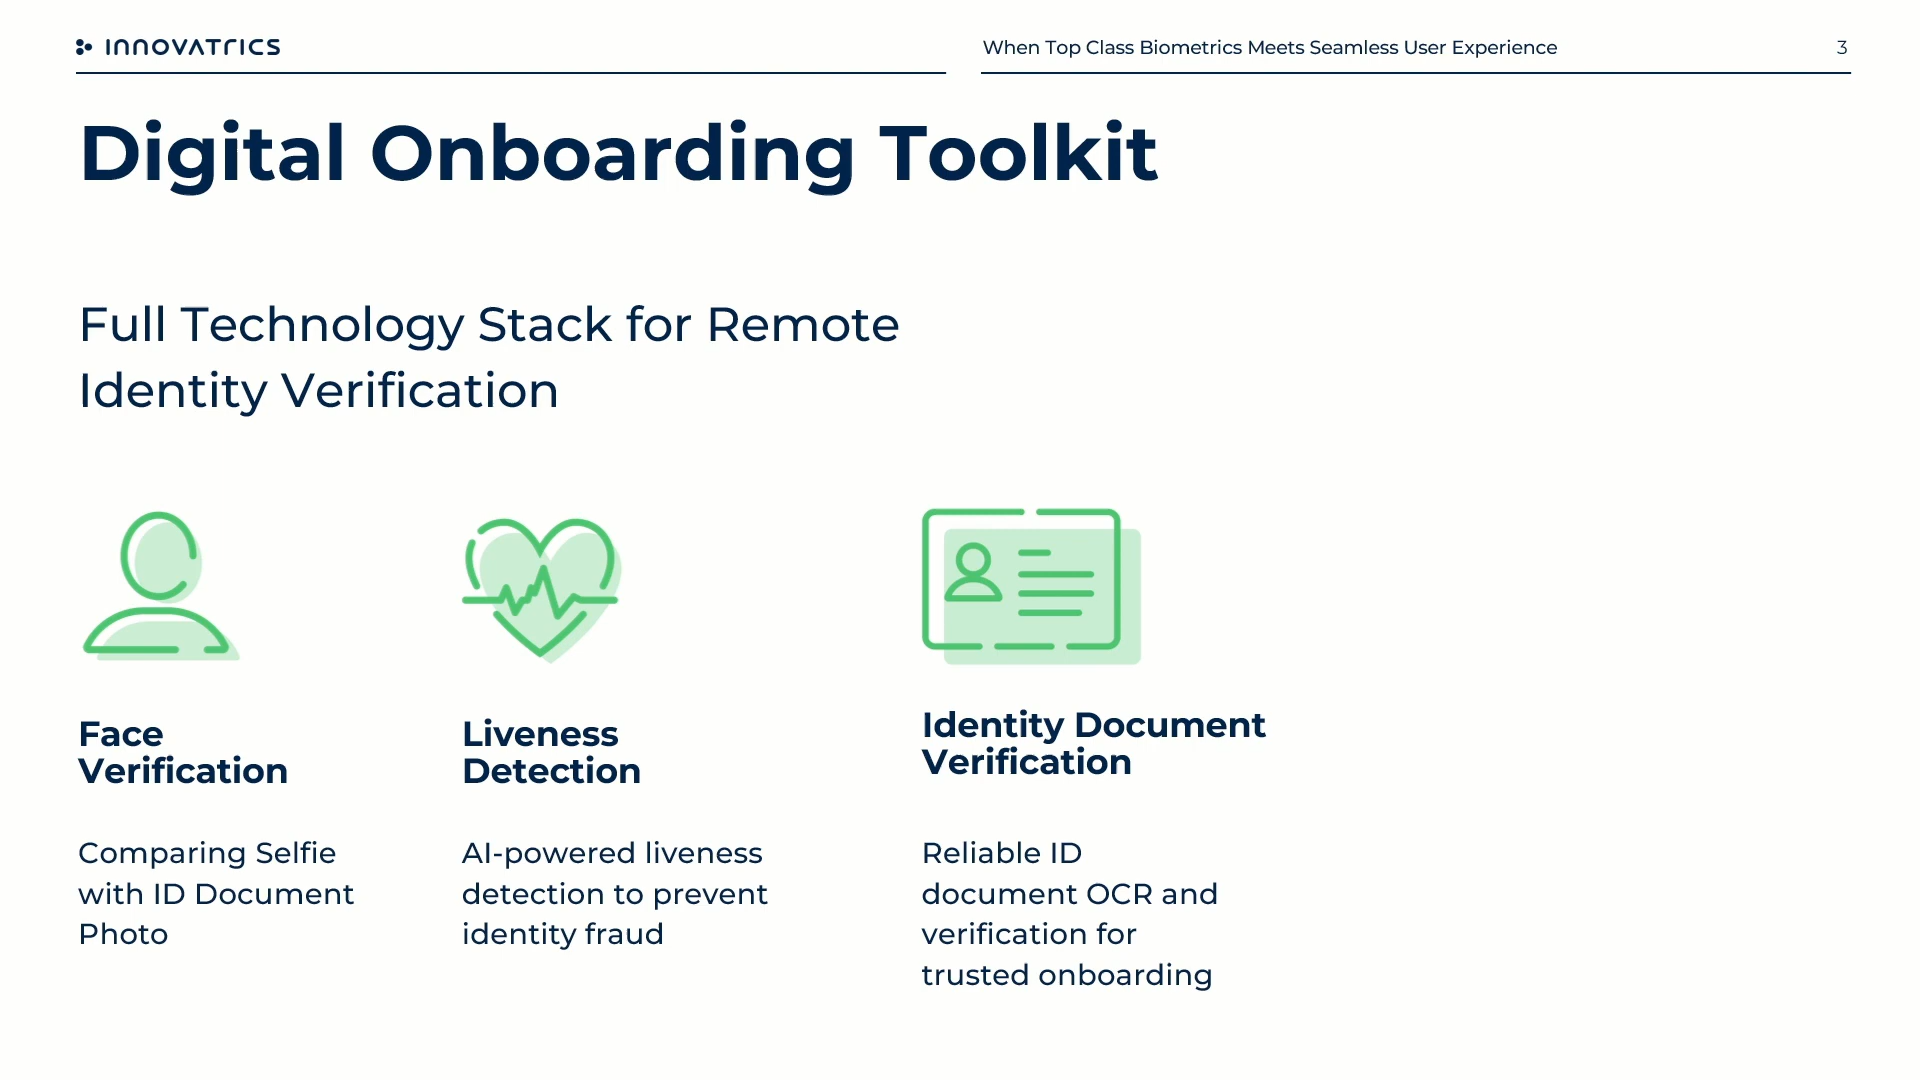 INNOVATRICS
When Top Class Biometrics Meets Seamless User Experience
3
Digital Onboarding Toolkit
Full Technology Stack for Remote
Identity Verification
Face
Verification
Comparing Selfie
with ID Document
Photo
Liveness
Detection
AI-powered liveness
detection to prevent
identity fraud
Identity Document
Verification
Reliable ID
document OCR and
verification for
trusted onboarding